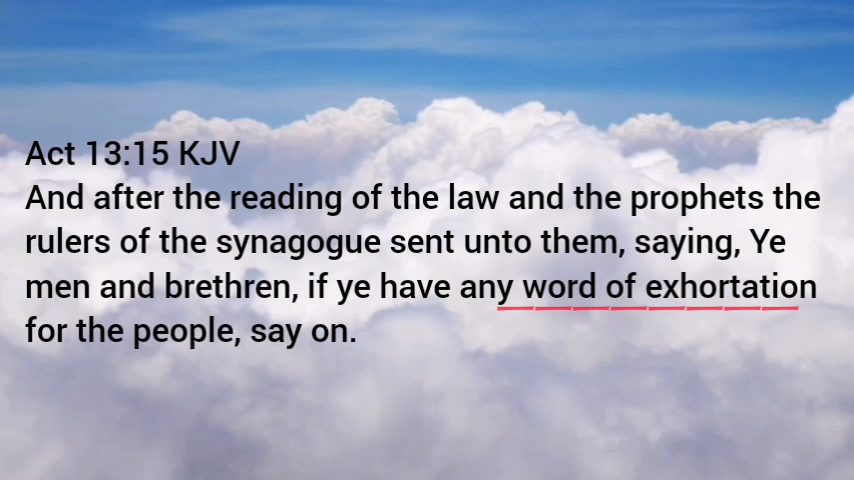 Act 13:15 KJV
And after the reading of the law and the prophets the
rulers of the synagogue sent unto them, saying, Ye
men and brethren, if ye have any word of exhortation
for the people, say on.